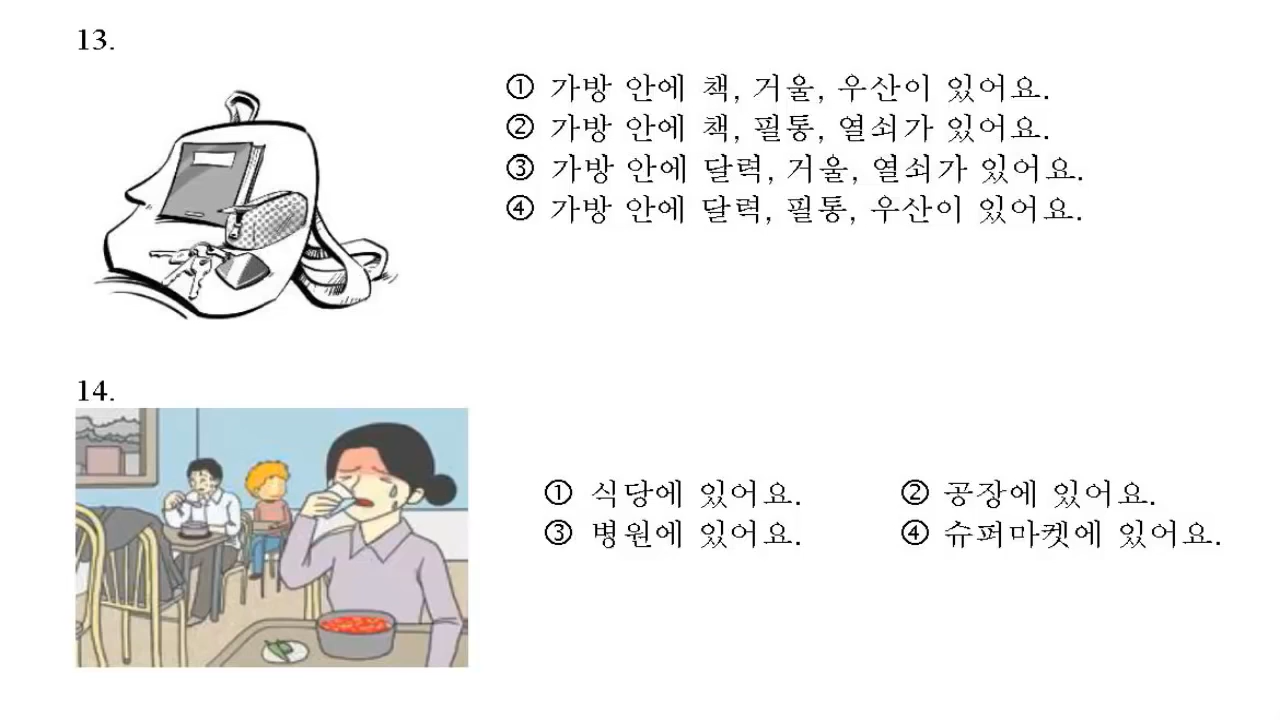 13.
① 가방 안에 책, 거울, 우산이 있어요.
② 가방 안에 책, 필통, 열쇠가 있어요.
③ 가방 안에 달력, 거울, 열쇠가 있어요.
④ 가방 안에 달력, 필통, 우산이 있어요.
14.
① 식당에 있어요. ② 공장에 있어요.
③ 병원에 있어요. ④ 슈퍼마켓에 있어요.